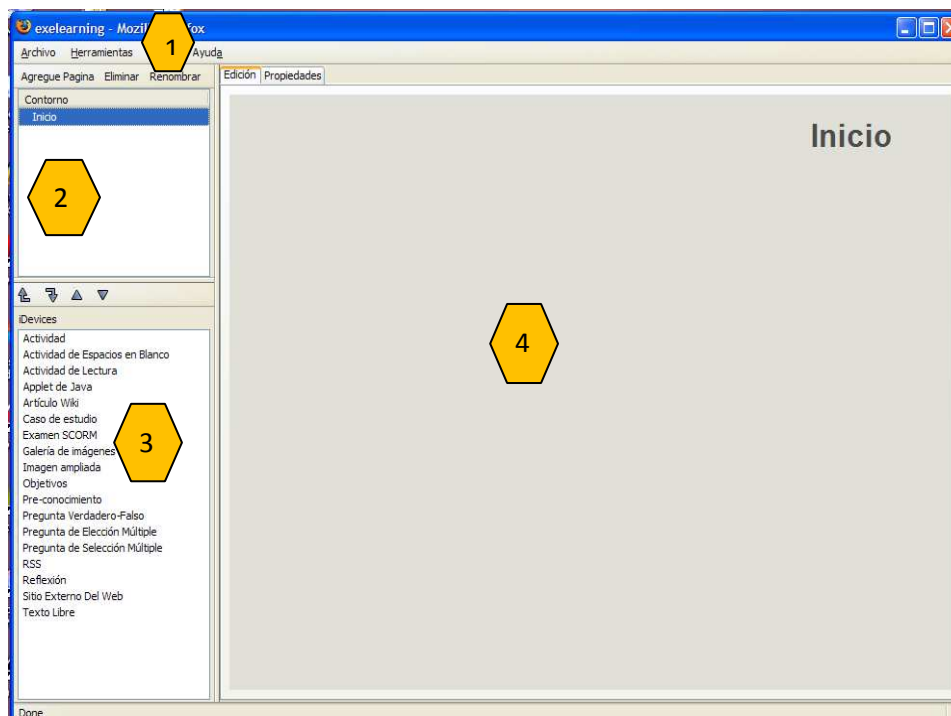 exelearning - Mozil fox
1
Archivo Herramientas Ayuda
Agregue Pagina Eliminar Renombrar
Edición Propiedades
Contorno
Inicio
Inicio
2
4
iDevices
Actividad
Actividad de Espacios en Blanco
Actividad de Lectura
Applet de Java
Artículo Wiki
Caso de estudio
Examen SCORM
3
Galería de imágenes
Imagen ampliada
Objetivos
Pre-conocimiento
Pregunta Verdadero-Falso
Pregunta de Elección Múltiple
Pregunta de Selección Múltiple
RSS
Reflexión
Sitio Externo Del Web
Texto Libre
Done